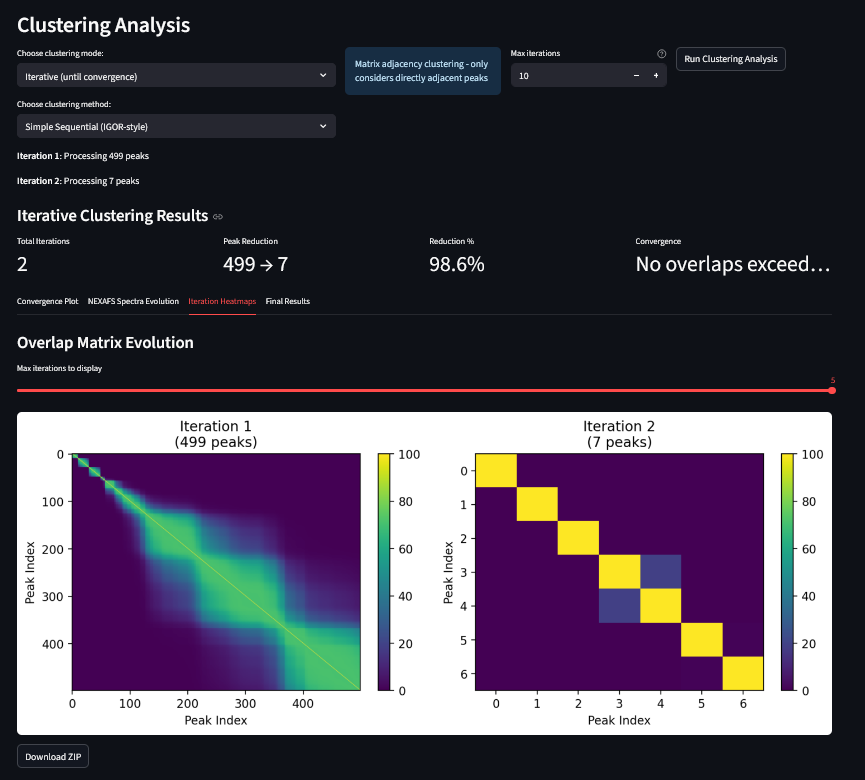 Clustering Analysis
Choose clustering mode:
Iterative (until convergence)
Matrix adjacency clustering - only
considers directly adjacent peaks
Max iterations
10
Run Clustering Analysis
Choose clustering method:
Simple Sequential (IGOR-style)
Iteration 1: Processing 499 peaks
Iteration 2: Processing 7 peaks
Iterative Clustering Results
Total Iterations
2
Peak Reduction
499 → 7
Reduction %
98.6%
Convergence
No overlaps exceed...
Convergence Plot NEXAFS Spectra Evolution Iteration Heatmaps Final Results
Overlap Matrix Evolution
Max iterations to display
5
Iteration 1
(499 peaks)
0
100
200
300
400
Peak Index
0 100 200 300 400
Peak Index
100
80
60
40
20
0
Iteration 2
(7 peaks)
0
1
2
3
4
5
6
Peak Index
0 1 2 3 4 5 6
Peak Index
100
80
60
40
20
0
Download ZIP